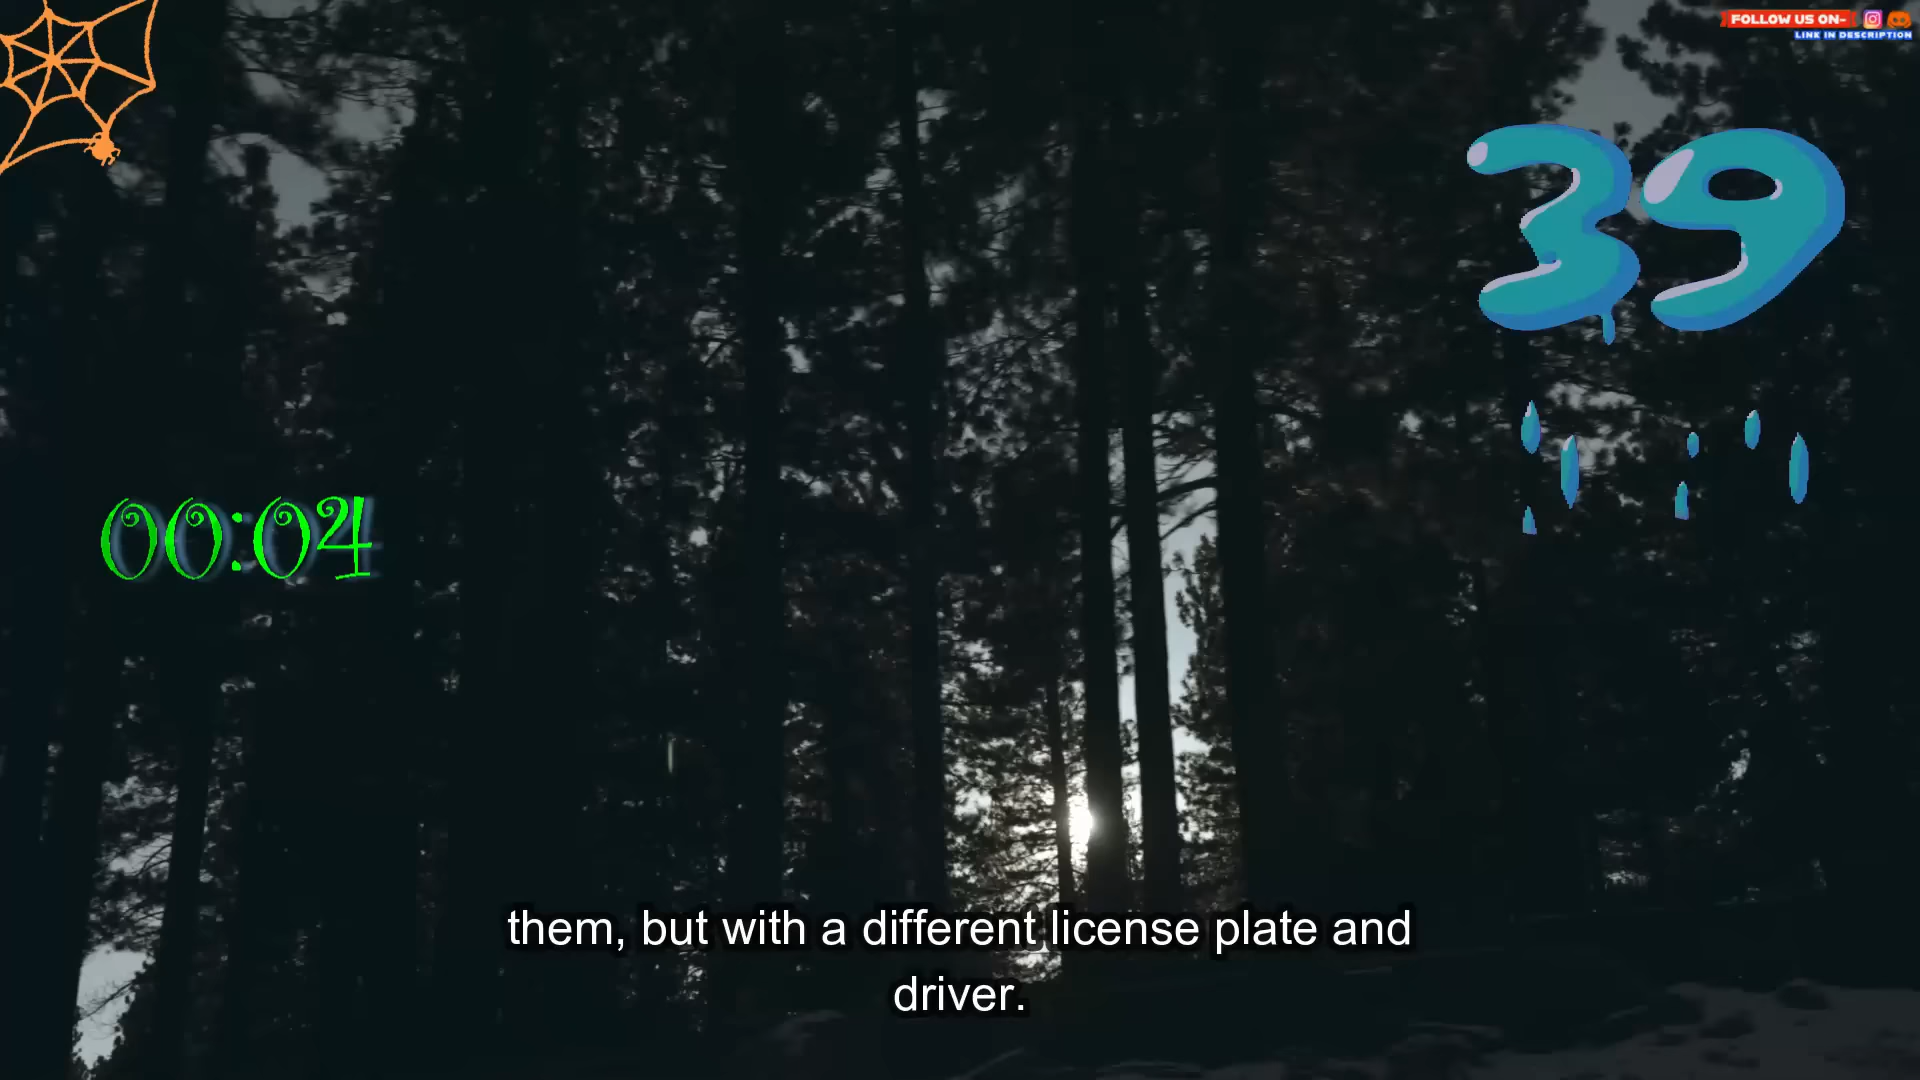 FOLLOW US ON-
LINK IN DESCRIPTION
39
00:04
them, but with a different license plate and
driver.